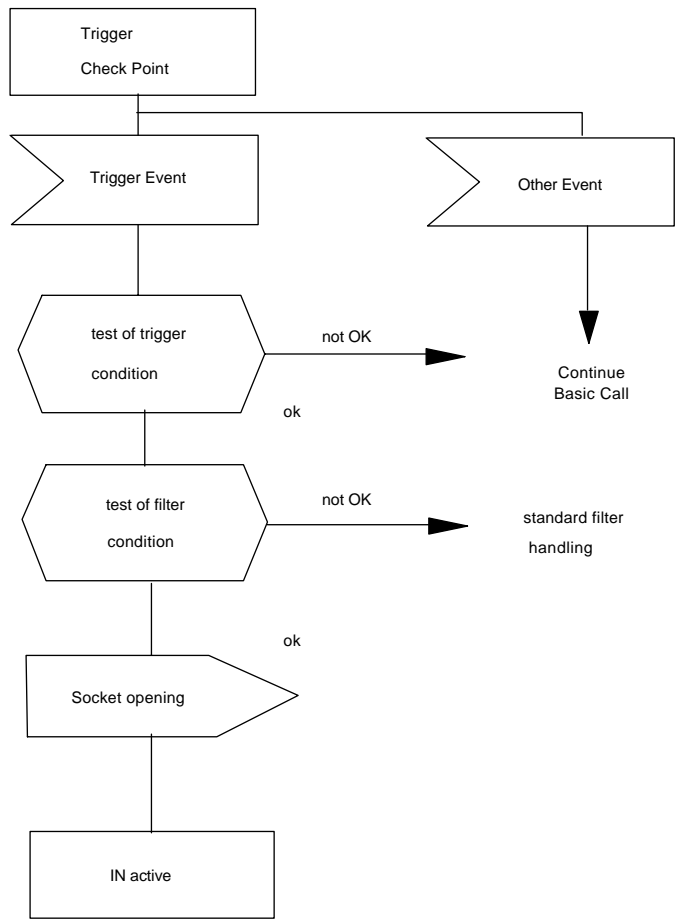 Trigger
Check Point
Trigger Event
Other Event
test of trigger
condition
not OK
Continue
Basic Call
ok
test of filter
condition
not OK
standard filter
handling
ok
Socket opening
IN active